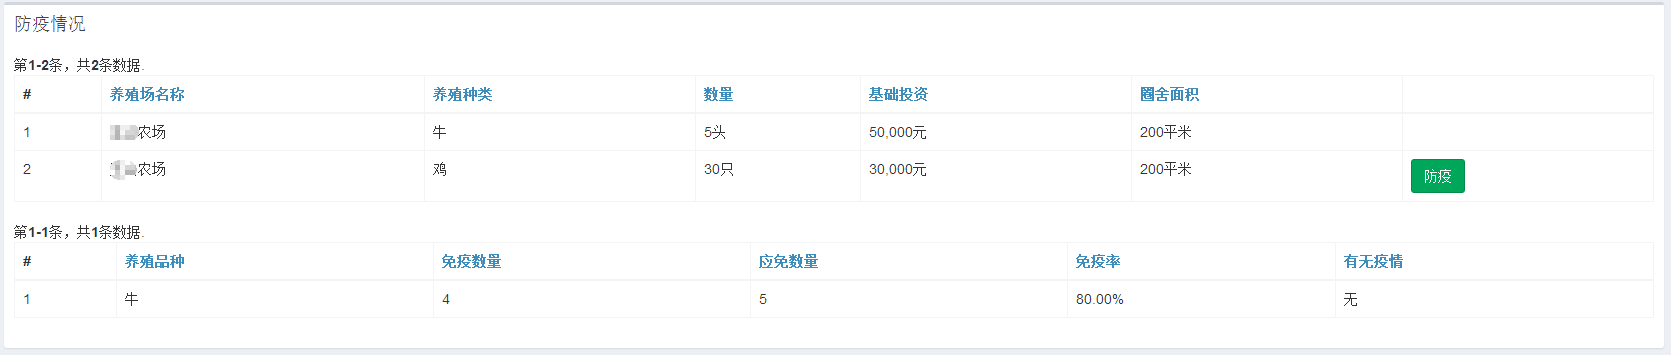 防疫情况
第1-2条，共2条数据.
# 养殖场名称 养殖种类 数量 基础投资 圈舍面积
1 农场 牛 5头 50,000元 200平米
2 农场 鸡 30只 30,000元 200平米 防疫
第1-1条，共1条数据.
# 养殖品种 免疫数量 应免数量 免疫率 有无疫情
1 牛 4 5 80.00% 无